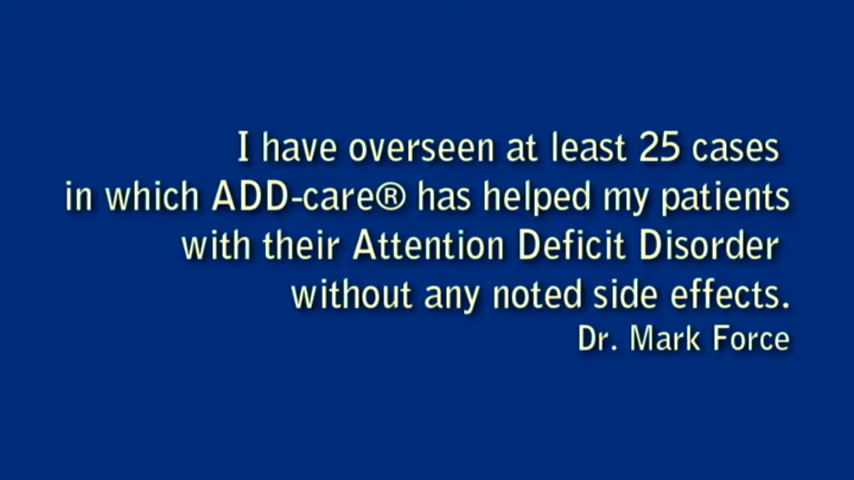 I have overseen at least 25 cases
in which ADD-care® has helped my patients
with their Attention Deficit Disorder
without any noted side effects.
Dr. Mark Force